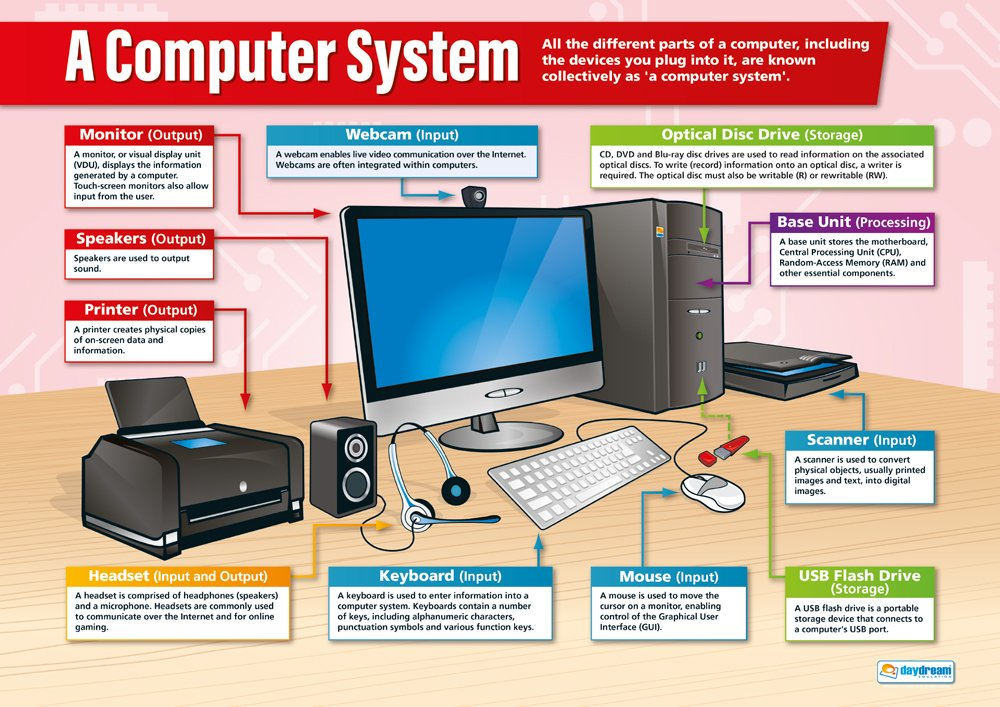 A Computer System
All the different parts of a computer, including
the devices you plug into it, are known
collectively as 'a computer system'.
Monitor (Output)
A monitor, or visual display unit
(VDU), displays the information
generated by a computer.
Touch-screen monitors also allow
input from the user.
Webcam (Input)
A webcam enables live video communication over the Internet.
Webcams are often integrated within computers.
Optical Disc Drive (Storage)
CD, DVD and Blu-ray disc drives are used to read information on the associated
optical discs. To write (record) information onto an optical disc, a writer is
required. The optical disc must also be writable (R) or rewritable (RW).
Speakers (Output)
Speakers are used to output
sound.
Base Unit (Processing)
A base unit stores the motherboard,
Central Processing Unit (CPU),
Random-Access Memory (RAM) and
other essential components.
Printer (Output)
A printer creates physical copies
of on-screen data and
information.
Scanner (Input)
A scanner is used to convert
physical objects, usually printed
images and text, into digital
images.
Headset (Input and Output)
A headset is comprised of headphones (speakers)
and a microphone. Headsets are commonly used
to communicate over the Internet and for online
gaming.
Keyboard (Input)
A keyboard is used to enter information into a
computer system. Keyboards contain a number
of keys, including alphanumeric characters,
punctuation symbols and various function keys.
Mouse (Input)
A mouse is used to move the
cursor on a monitor, enabling
control of the Graphical User
Interface (GUI).
USB Flash Drive
(Storage)
A USB flash drive is a portable
storage device that connects to
a computer's USB port.
daydream
EDUCATION